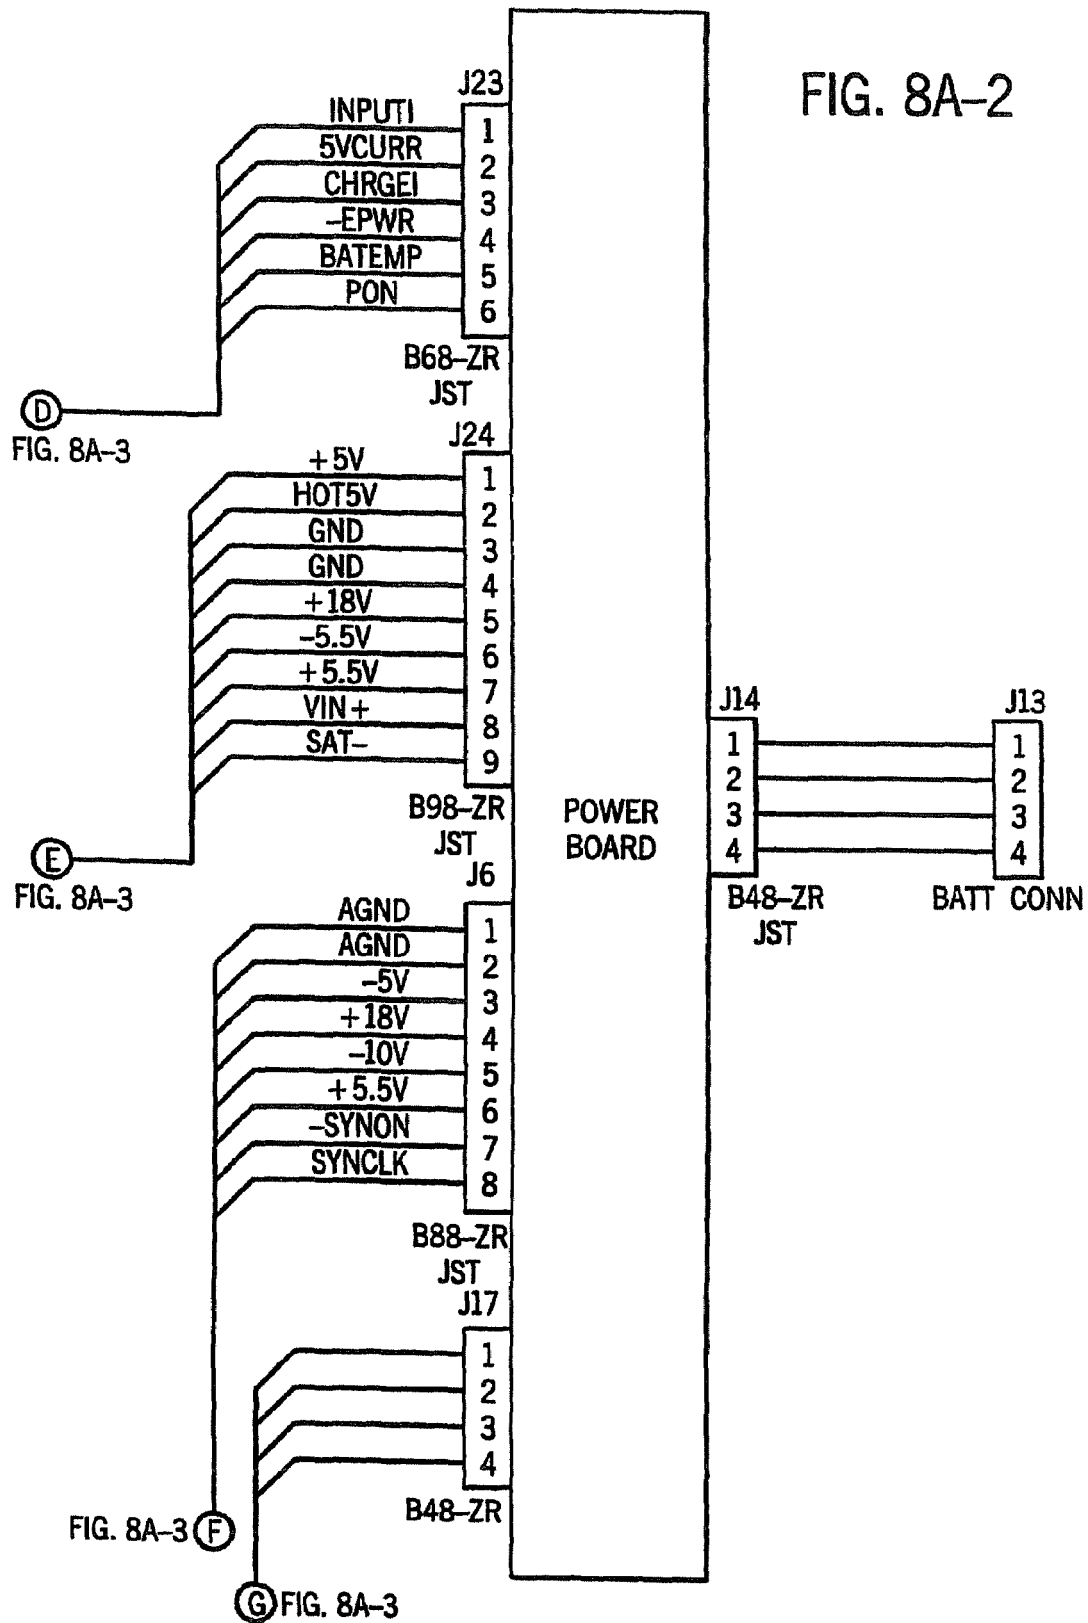 FIG. 8A–2
J23
INPUTI 1
5VCURR 2
CHRGEI 3
–EPWR 4
BATEMP 5
PON 6
B68–ZR
JST
D
FIG. 8A–3
J24
+5V 1
HOT5V 2
GND 3
GND 4
+18V 5
–5.5V 6
+5.5V 7
VIN+ 8
SAT– 9
B98–ZR
JST
E
FIG. 8A–3
J6
AGND 1
AGND 2
–5V 3
+18V 4
–10V 5
+5.5V 6
–SYNON 7
SYNCLK 8
B88–ZR
JST
J17
1
2
3
4
B48–ZR
FIG. 8A–3 F
G FIG. 8A–3
POWER
BOARD
J14
1
2
3
4
B48–ZR
JST
J13
1
2
3
4
BATT CONN